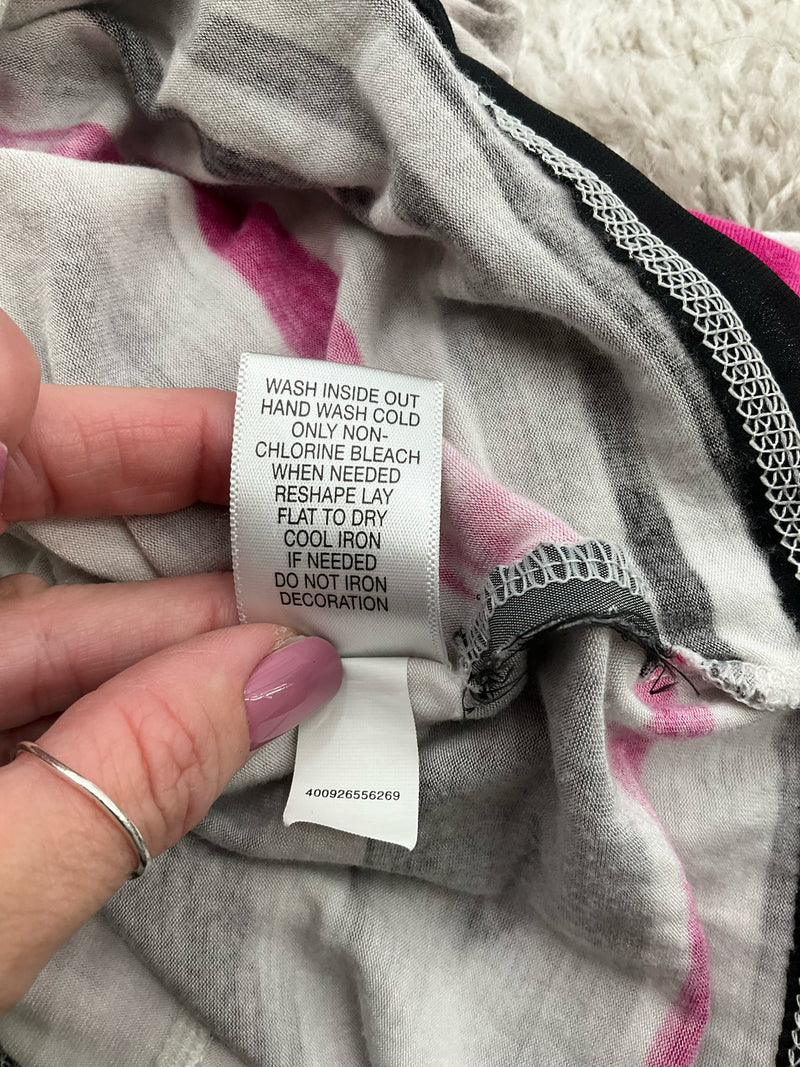 WASH INSIDE OUT
HAND WASH COLD
ONLY NON-
CHLORINE BLEACH
WHEN NEEDED
RESHAPE LAY
FLAT TO DRY
COOL IRON
IF NEEDED
DO NOT IRON
DECORATION
400926556269